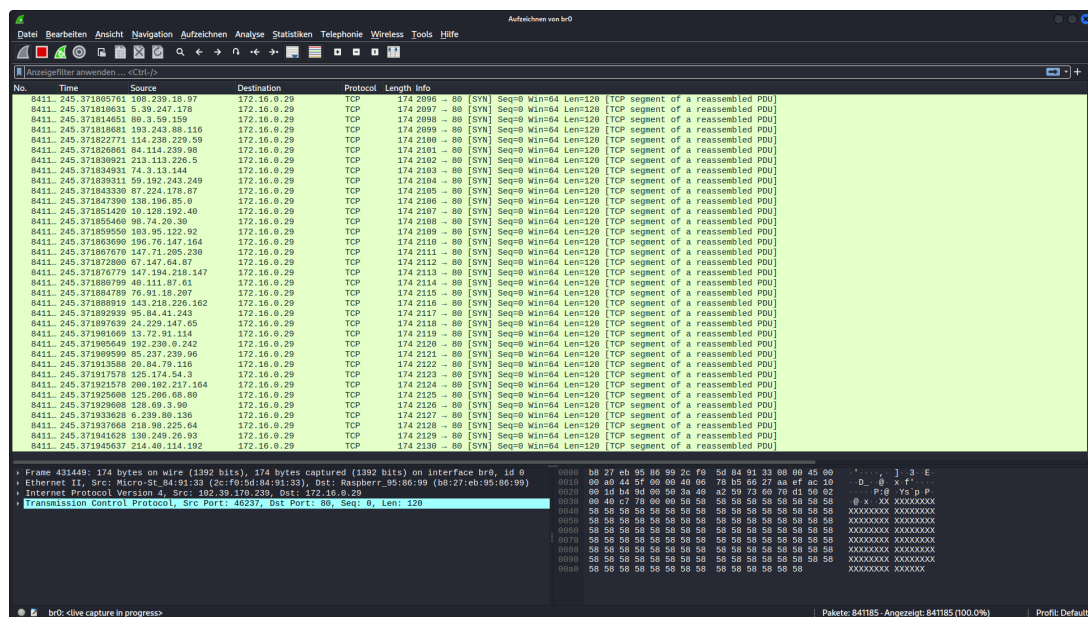 Aufzeichnen von br0
Datei Bearbeiten Ansicht Navigation Aufzeichnen Analyse Statistiken Telephonie Wireless Tools Hilfe
Anzeigefilter anwenden ... <Ctrl-/>
No. Time Source Destination Protocol Length Info
8411… 245.371805761 108.239.18.97 172.16.0.29 TCP 174 2096 → 80 [SYN] Seq=0 Win=64 Len=120 [TCP segment of a reassembled PDU]
8411… 245.371810631 5.39.247.178 172.16.0.29 TCP 174 2097 → 80 [SYN] Seq=0 Win=64 Len=120 [TCP segment of a reassembled PDU]
8411… 245.371814651 80.3.59.159 172.16.0.29 TCP 174 2098 → 80 [SYN] Seq=0 Win=64 Len=120 [TCP segment of a reassembled PDU]
8411… 245.371818681 193.243.88.116 172.16.0.29 TCP 174 2099 → 80 [SYN] Seq=0 Win=64 Len=120 [TCP segment of a reassembled PDU]
8411… 245.371822771 114.238.229.59 172.16.0.29 TCP 174 2100 → 80 [SYN] Seq=0 Win=64 Len=120 [TCP segment of a reassembled PDU]
8411… 245.371826861 84.114.239.98 172.16.0.29 TCP 174 2101 → 80 [SYN] Seq=0 Win=64 Len=120 [TCP segment of a reassembled PDU]
8411… 245.371830921 213.113.226.5 172.16.0.29 TCP 174 2102 → 80 [SYN] Seq=0 Win=64 Len=120 [TCP segment of a reassembled PDU]
8411… 245.371834931 74.3.13.144 172.16.0.29 TCP 174 2103 → 80 [SYN] Seq=0 Win=64 Len=120 [TCP segment of a reassembled PDU]
8411… 245.371839311 59.192.243.249 172.16.0.29 TCP 174 2104 → 80 [SYN] Seq=0 Win=64 Len=120 [TCP segment of a reassembled PDU]
8411… 245.371843330 87.224.178.87 172.16.0.29 TCP 174 2105 → 80 [SYN] Seq=0 Win=64 Len=120 [TCP segment of a reassembled PDU]
8411… 245.371847390 138.196.85.0 172.16.0.29 TCP 174 2106 → 80 [SYN] Seq=0 Win=64 Len=120 [TCP segment of a reassembled PDU]
8411… 245.371851420 10.128.192.40 172.16.0.29 TCP 174 2107 → 80 [SYN] Seq=0 Win=64 Len=120 [TCP segment of a reassembled PDU]
8411… 245.371855460 98.74.20.30 172.16.0.29 TCP 174 2108 → 80 [SYN] Seq=0 Win=64 Len=120 [TCP segment of a reassembled PDU]
8411… 245.371859550 103.95.122.92 172.16.0.29 TCP 174 2109 → 80 [SYN] Seq=0 Win=64 Len=120 [TCP segment of a reassembled PDU]
8411… 245.371863690 196.76.147.164 172.16.0.29 TCP 174 2110 → 80 [SYN] Seq=0 Win=64 Len=120 [TCP segment of a reassembled PDU]
8411… 245.371867670 147.71.205.230 172.16.0.29 TCP 174 2111 → 80 [SYN] Seq=0 Win=64 Len=120 [TCP segment of a reassembled PDU]
8411… 245.371872800 67.147.64.87 172.16.0.29 TCP 174 2112 → 80 [SYN] Seq=0 Win=64 Len=120 [TCP segment of a reassembled PDU]
8411… 245.371876779 147.194.218.147 172.16.0.29 TCP 174 2113 → 80 [SYN] Seq=0 Win=64 Len=120 [TCP segment of a reassembled PDU]
8411… 245.371880799 40.111.87.61 172.16.0.29 TCP 174 2114 → 80 [SYN] Seq=0 Win=64 Len=120 [TCP segment of a reassembled PDU]
8411… 245.371884789 76.91.18.207 172.16.0.29 TCP 174 2115 → 80 [SYN] Seq=0 Win=64 Len=120 [TCP segment of a reassembled PDU]
8411… 245.371888919 143.218.226.162 172.16.0.29 TCP 174 2116 → 80 [SYN] Seq=0 Win=64 Len=120 [TCP segment of a reassembled PDU]
8411… 245.371892939 95.84.41.243 172.16.0.29 TCP 174 2117 → 80 [SYN] Seq=0 Win=64 Len=120 [TCP segment of a reassembled PDU]
8411… 245.371897639 24.229.147.65 172.16.0.29 TCP 174 2118 → 80 [SYN] Seq=0 Win=64 Len=120 [TCP segment of a reassembled PDU]
8411… 245.371901669 13.72.91.114 172.16.0.29 TCP 174 2119 → 80 [SYN] Seq=0 Win=64 Len=120 [TCP segment of a reassembled PDU]
8411… 245.371905649 192.230.0.242 172.16.0.29 TCP 174 2120 → 80 [SYN] Seq=0 Win=64 Len=120 [TCP segment of a reassembled PDU]
8411… 245.371909599 85.237.239.96 172.16.0.29 TCP 174 2121 → 80 [SYN] Seq=0 Win=64 Len=120 [TCP segment of a reassembled PDU]
8411… 245.371913588 20.84.79.116 172.16.0.29 TCP 174 2122 → 80 [SYN] Seq=0 Win=64 Len=120 [TCP segment of a reassembled PDU]
8411… 245.371917578 125.174.54.3 172.16.0.29 TCP 174 2123 → 80 [SYN] Seq=0 Win=64 Len=120 [TCP segment of a reassembled PDU]
8411… 245.371921578 200.102.217.164 172.16.0.29 TCP 174 2124 → 80 [SYN] Seq=0 Win=64 Len=120 [TCP segment of a reassembled PDU]
8411… 245.371925608 125.206.68.80 172.16.0.29 TCP 174 2125 → 80 [SYN] Seq=0 Win=64 Len=120 [TCP segment of a reassembled PDU]
8411… 245.371929608 128.69.3.90 172.16.0.29 TCP 174 2126 → 80 [SYN] Seq=0 Win=64 Len=120 [TCP segment of a reassembled PDU]
8411… 245.371933628 6.239.80.136 172.16.0.29 TCP 174 2127 → 80 [SYN] Seq=0 Win=64 Len=120 [TCP segment of a reassembled PDU]
8411… 245.371937668 218.98.225.64 172.16.0.29 TCP 174 2128 → 80 [SYN] Seq=0 Win=64 Len=120 [TCP segment of a reassembled PDU]
8411… 245.371941628 130.249.26.93 172.16.0.29 TCP 174 2129 → 80 [SYN] Seq=0 Win=64 Len=120 [TCP segment of a reassembled PDU]
8411… 245.371945637 214.40.114.192 172.16.0.29 TCP 174 2130 → 80 [SYN] Seq=0 Win=64 Len=120 [TCP segment of a reassembled PDU]
Frame 431449: 174 bytes on wire (1392 bits), 174 bytes captured (1392 bits) on interface br0, id 0
Ethernet II, Src: Micro-St_84:91:33 (2c:f0:5d:84:91:33), Dst: Raspberr_95:86:99 (b8:27:eb:95:86:99)
Internet Protocol Version 4, Src: 102.39.170.239, Dst: 172.16.0.29
Transmission Control Protocol, Src Port: 46237, Dst Port: 80, Seq: 0, Len: 120
0000 b8 27 eb 95 86 99 2c f0 5d 84 91 33 08 00 45 00 ·'····,· ]··3··E·
0010 00 a0 44 5f 00 00 40 06 78 b5 66 27 aa ef ac 10 ··D_··@· x·f'····
0020 00 1d b4 9d 00 50 3a 40 a2 59 73 60 70 d1 50 02 ·····P:@ ·Ys`p·P·
0030 00 40 c7 78 00 00 58 58 58 58 58 58 58 58 58 58 ·@·x··XX XXXXXXXX
0040 58 58 58 58 58 58 58 58 58 58 58 58 58 58 58 58 XXXXXXXX XXXXXXXX
0050 58 58 58 58 58 58 58 58 58 58 58 58 58 58 58 58 XXXXXXXX XXXXXXXX
0060 58 58 58 58 58 58 58 58 58 58 58 58 58 58 58 58 XXXXXXXX XXXXXXXX
0070 58 58 58 58 58 58 58 58 58 58 58 58 58 58 58 58 XXXXXXXX XXXXXXXX
0080 58 58 58 58 58 58 58 58 58 58 58 58 58 58 58 58 XXXXXXXX XXXXXXXX
0090 58 58 58 58 58 58 58 58 58 58 58 58 58 58 58 58 XXXXXXXX XXXXXXXX
00a0 58 58 58 58 58 58 58 58 58 58 58 58 58 58 XXXXXXXX XXXXXX
br0: <live capture in progress> Pakete: 841185 · Angezeigt: 841185 (100.0%) Profil: Default